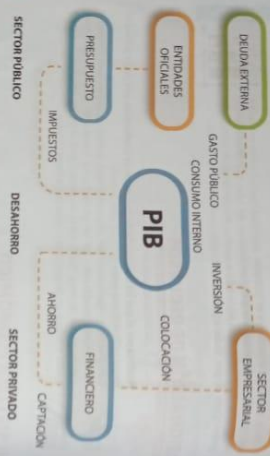 DEUDA EXTERNA
GASTO PÚBLICO
INVERSIÓN
SECTOR
EMPRESARIAL
ENTIDADES
OFICIALES
CONSUMO INTERNO
PIB
COLOCACIÓN
PRESUPUESTO
IMPUESTOS
AHORRO
FINANCIERO
CAPTACIÓN
SECTOR PÚBLICO
DESAHORRO
SECTOR PRIVADO